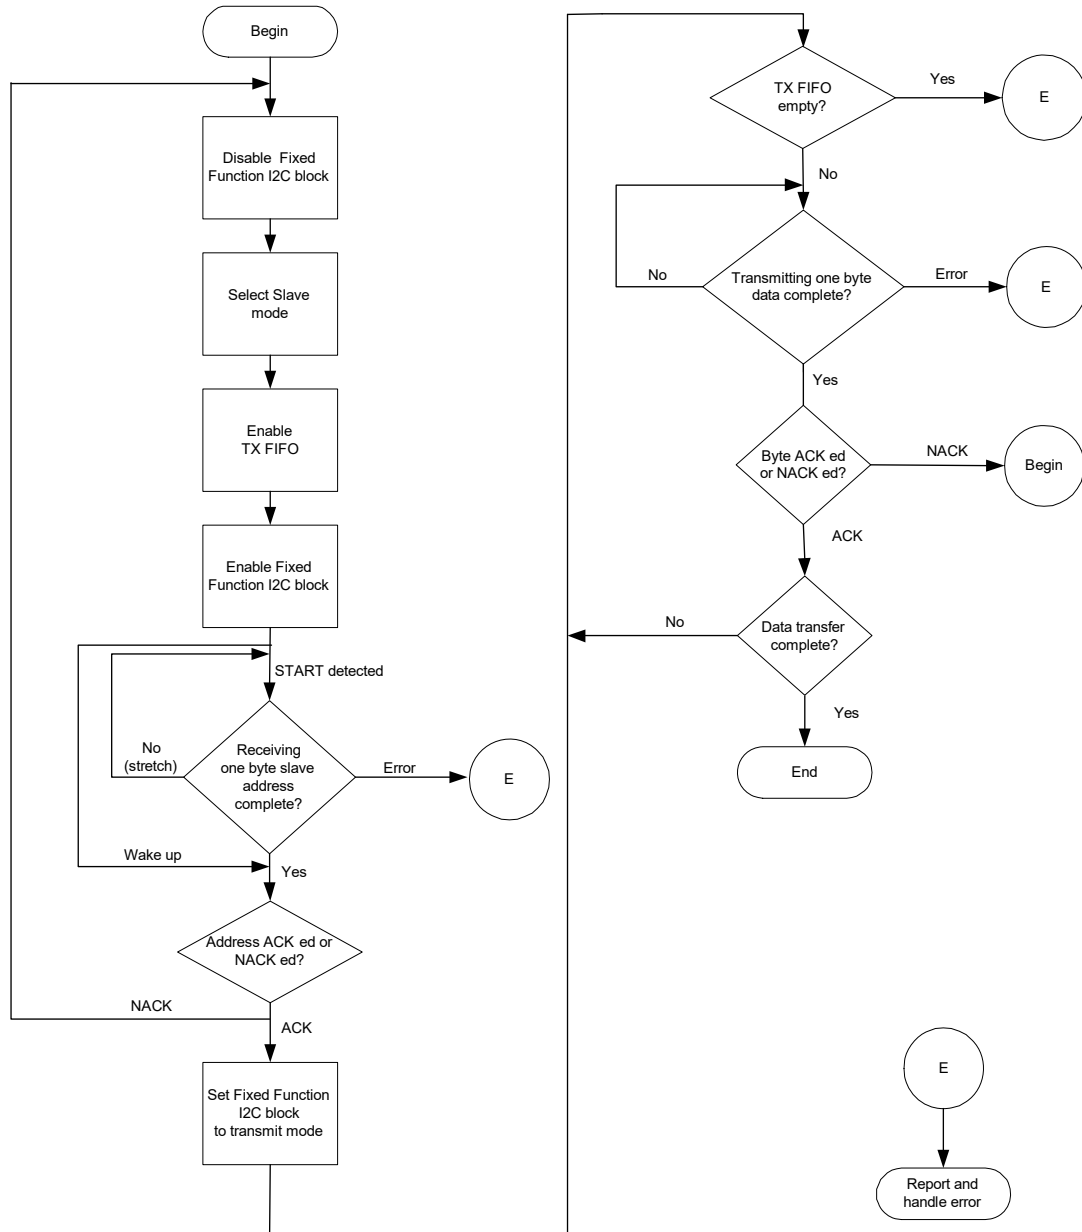 Begin
Disable Fixed
Function I2C block
Select Slave
mode
Enable
TX FIFO
Enable Fixed
Function I2C block
START detected
No
(stretch)
Receiving
one byte slave
address
complete?
Error
E
Wake up
Yes
Address ACK ed or
NACK ed?
NACK
ACK
Set Fixed Function
I2C block
to transmit mode
TX FIFO
empty?
Yes
E
No
No
Transmitting one byte
data complete?
Error
E
Yes
Byte ACK ed
or NACK ed?
NACK
Begin
ACK
No
Data transfer
complete?
Yes
End
E
Report and
handle error